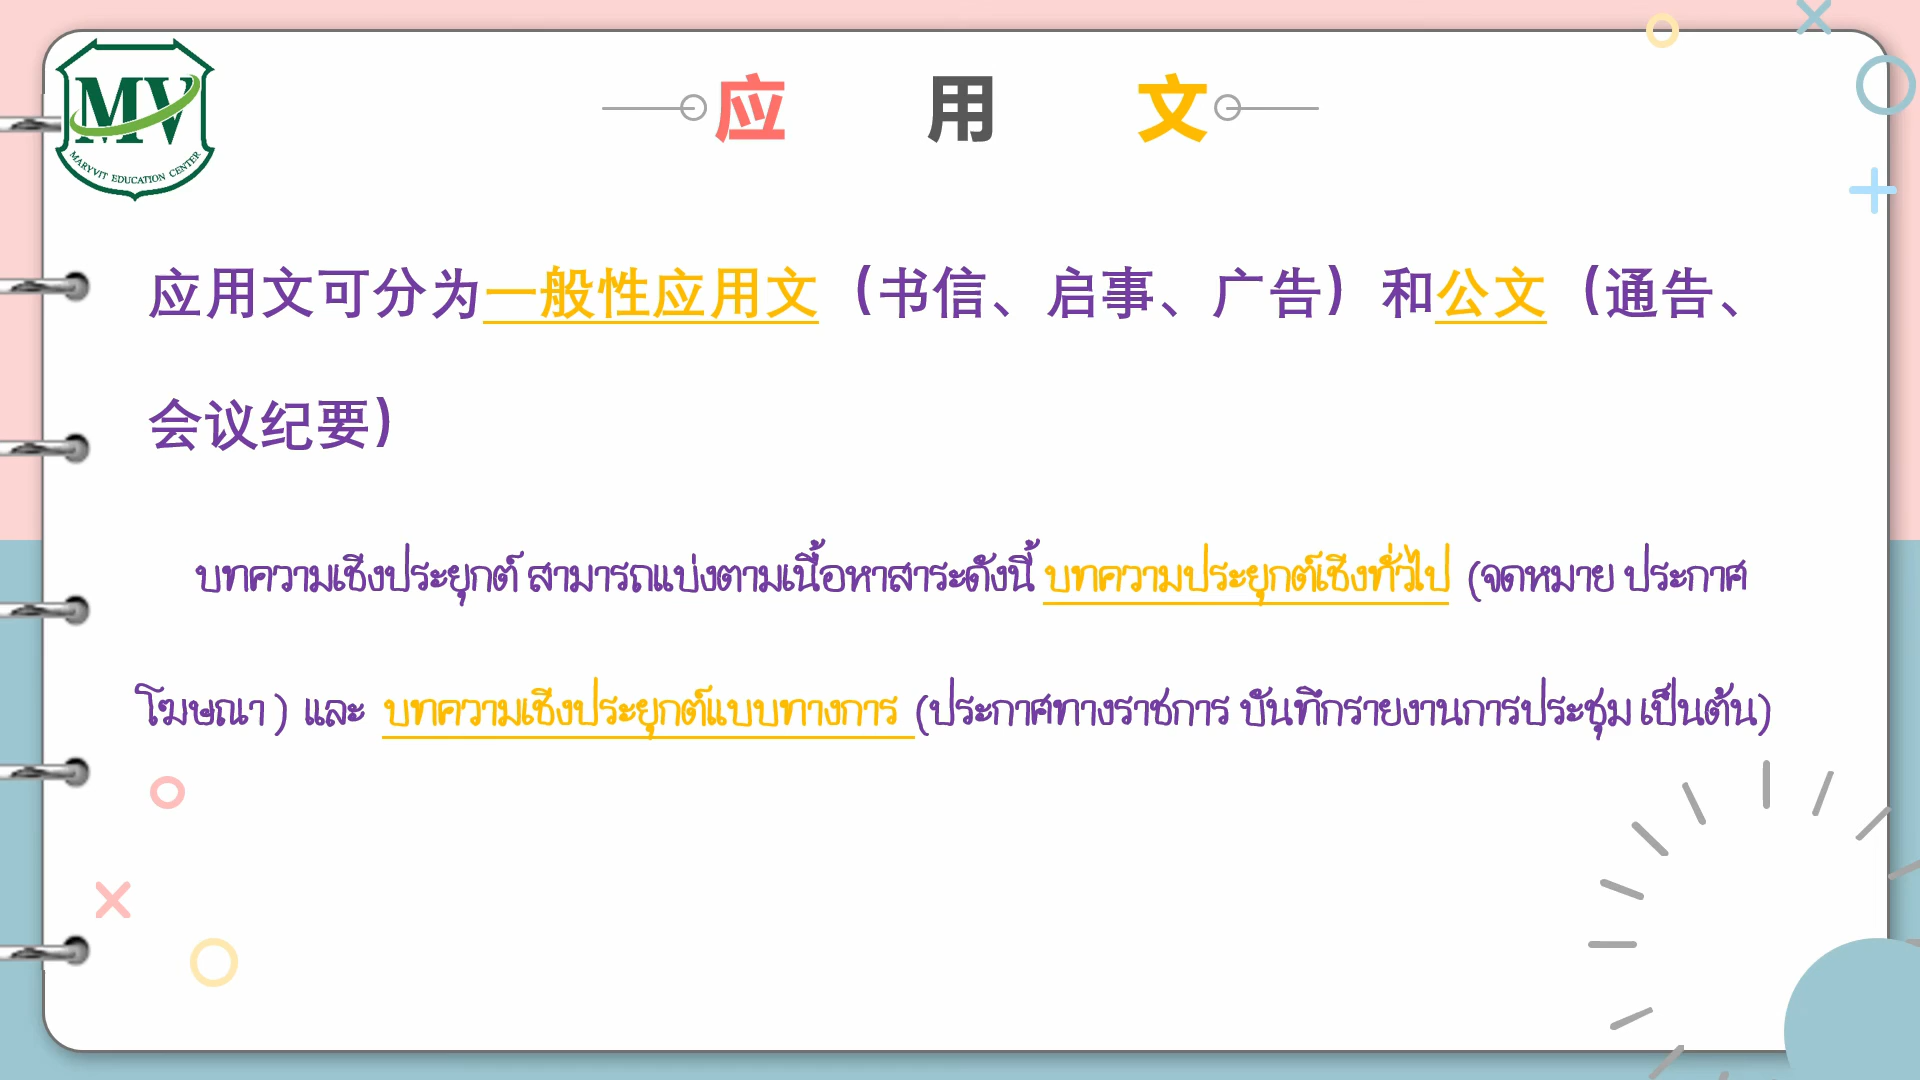 MV
MARYVIT EDUCATION CENTER
应 用 文
应用文可分为一般性应用文（书信、启事、广告）和公文（通告、
会议纪要）
บทความเชิงประยุกต์ สามารถแบ่งตามเนื้อหาสาระดังนี้ บทความประยุกต์เชิงทั่วไป (จดหมาย ประกาศ
โฆษณา ) และ บทความเชิงประยุกต์แบบทางการ (ประกาศทางราชการ บันทึกรายงานการประชุม เป็นต้น)